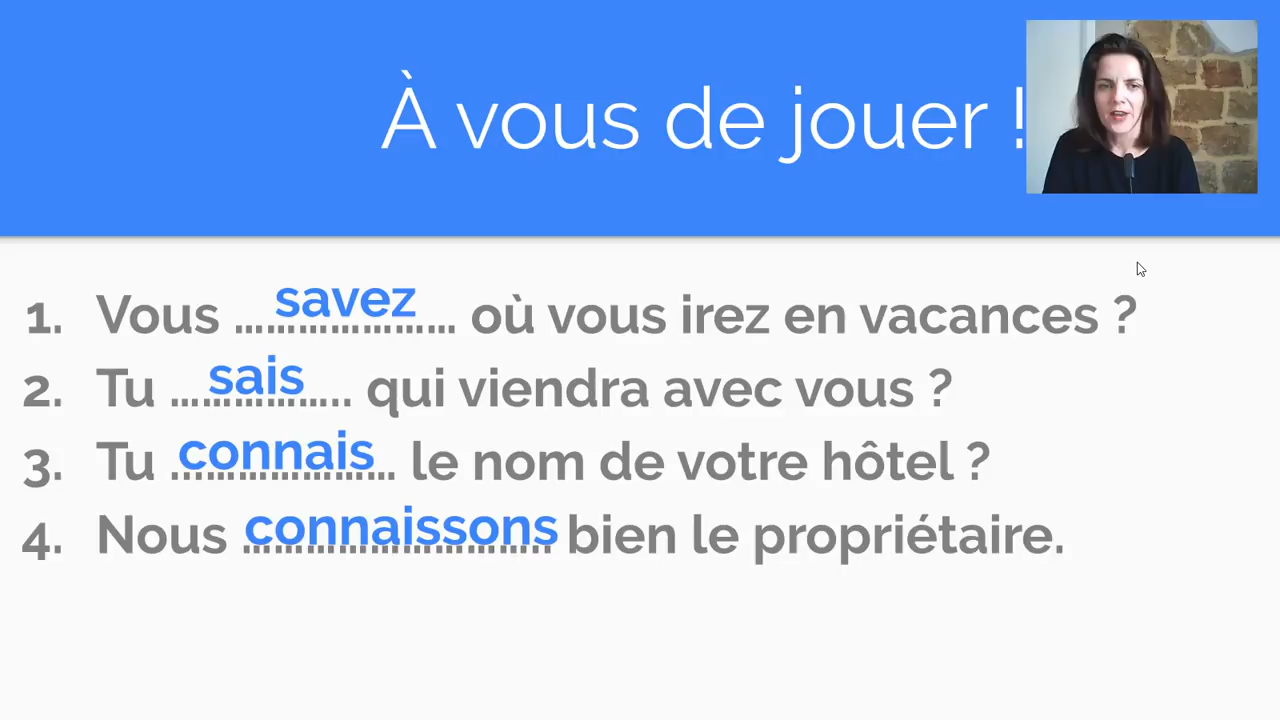 À vous de jouer !
1. Vous ...savez... où vous irez en vacances ?
2. Tu ...sais... qui viendra avec vous ?
3. Tu ...connais... le nom de votre hôtel ?
4. Nous ...connaissons... bien le propriétaire.